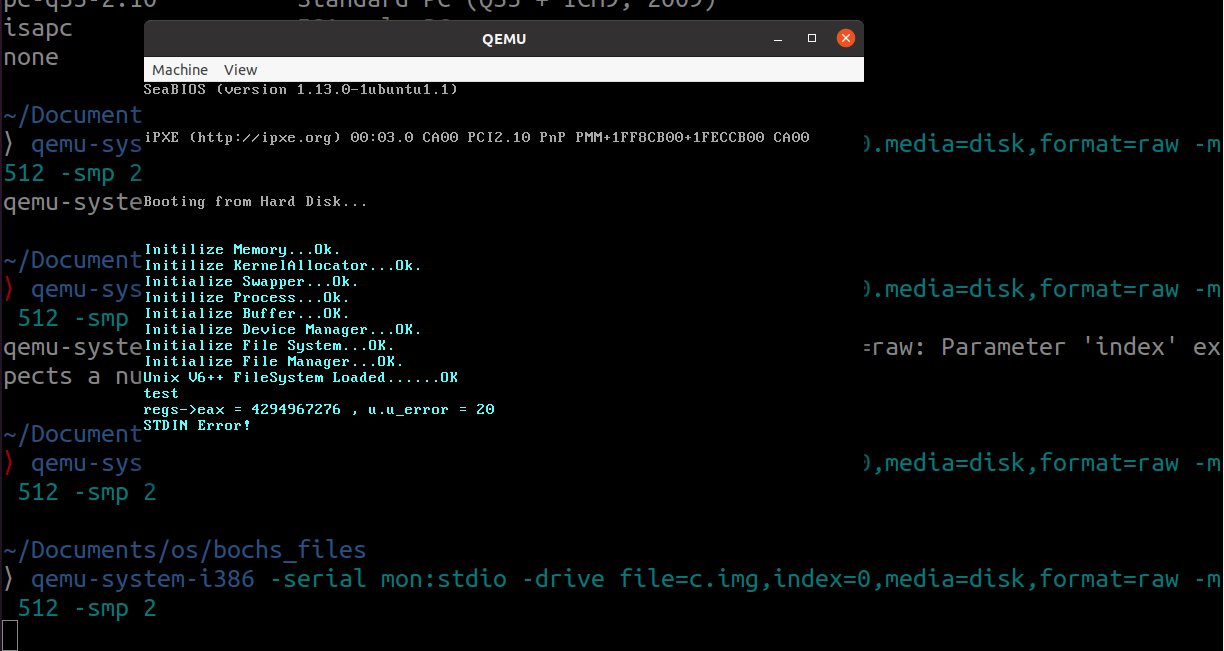 pc-q35-2.10 Standard PC (Q35 + ICH9, 2009)
isapc
none
~/Document
⟩ qemu-sys
.media=disk,format=raw -m
512 -smp 2
qemu-syste
~/Document
⟩ qemu-sys
.media=disk,format=raw -m
512 -smp
qemu-syste
=raw: Parameter 'index' ex
pects a nu
~/Document
⟩ qemu-sys
,media=disk,format=raw -m
512 -smp 2
~/Documents/os/bochs_files
⟩ qemu-system-i386 -serial mon:stdio -drive file=c.img,index=0,media=disk,format=raw -m
512 -smp 2
QEMU
Machine View
SeaBIOS (version 1.13.0-1ubuntu1.1)
iPXE (http://ipxe.org) 00:03.0 CA00 PCI2.10 PnP PMM+1FF8CB00+1FECCB00 CA00
Booting from Hard Disk...
Initilize Memory...Ok.
Initilize KernelAllocator...Ok.
Initialize Swapper...Ok.
Initilize Process...Ok.
Initialize Buffer...OK.
Initialize Device Manager...OK.
Initialize File System...OK.
Initialize File Manager...OK.
Unix V6++ FileSystem Loaded......OK
test
regs->eax = 4294967276 , u.u_error = 20
STDIN Error!